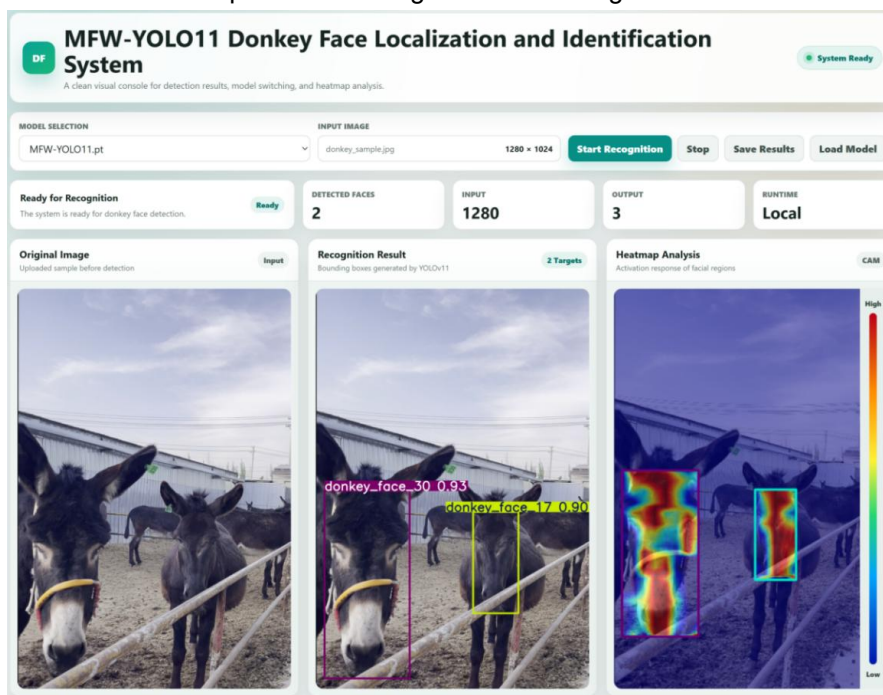 MFW-YOLO11 Donkey Face Localization and Identification
System
DF
A clean visual console for detection results, model switching, and heatmap analysis.
System Ready
MODEL SELECTION
INPUT IMAGE
MFW-YOLO11.pt
donkey_sample.jpg
1280 × 1024
Start Recognition
Stop
Save Results
Load Model
Ready for Recognition
The system is ready for donkey face detection.
Ready
DETECTED FACES
2
INPUT
1280
OUTPUT
3
RUNTIME
Local
Original Image
Uploaded sample before detection
Input
Recognition Result
Bounding boxes generated by YOLOv11
2 Targets
Heatmap Analysis
Activation response of facial regions
CAM
donkey_face_30 0.93
donkey_face_17 0.90
High
Low